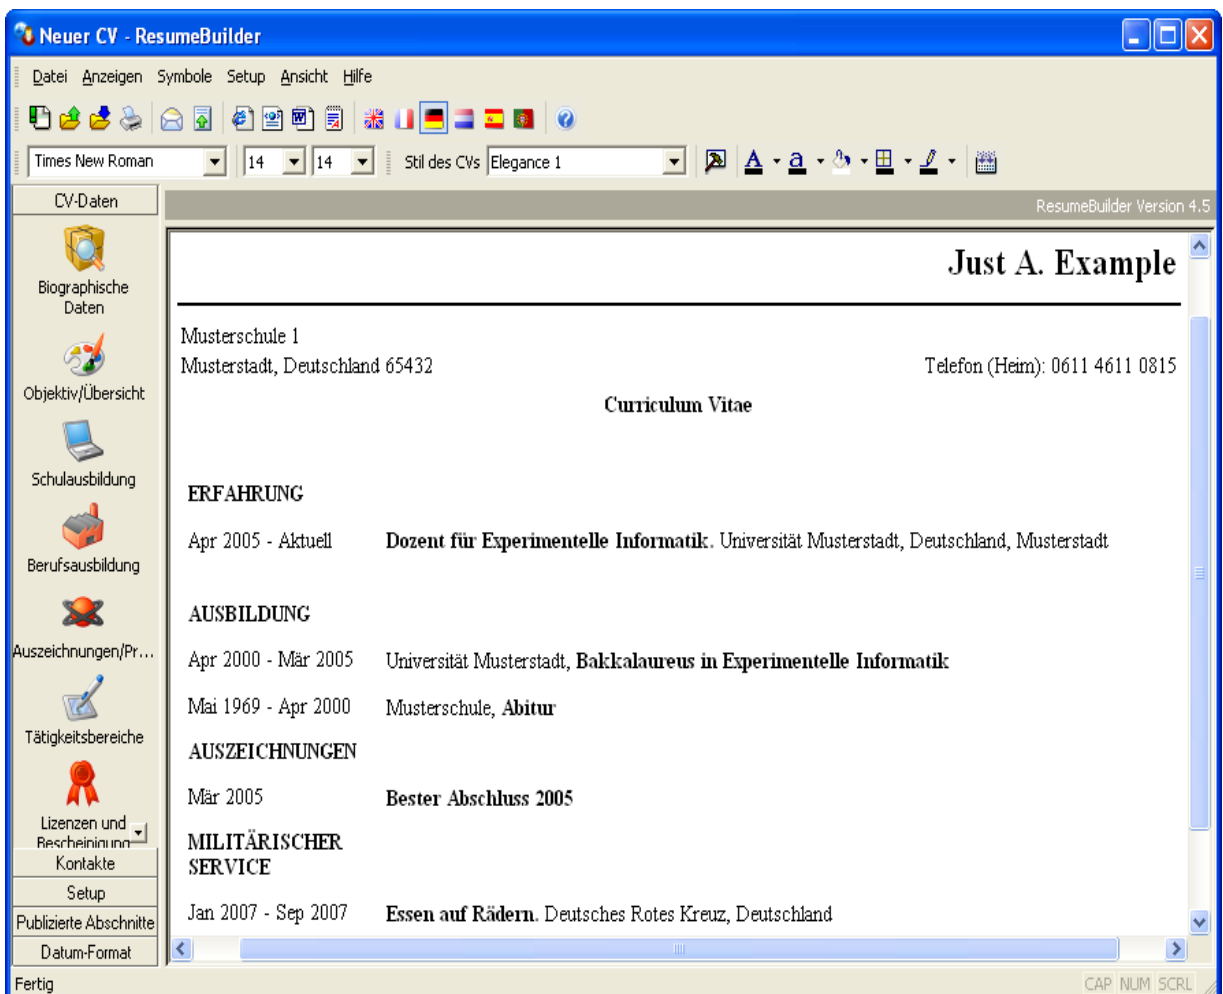 Neuer CV - ResumeBuilder
Datei Anzeigen Symbole Setup Ansicht Hilfe
Times New Roman 14 14 Stil des CVs Elegance 1
CV-Daten
ResumeBuilder Version 4.5
Biographische
Daten
Objektiv/Übersicht
Schulausbildung
Berufsausbildung
Auszeichnungen/Pr...
Tätigkeitsbereiche
Lizenzen und
Bescheinigung
Kontakte
Setup
Publizierte Abschnitte
Datum-Format
Just A. Example
Musterschule 1
Musterstadt, Deutschland 65432 Telefon (Heim): 0611 4611 0815
Curriculum Vitae
ERFAHRUNG
Apr 2005 - Aktuell Dozent für Experimentelle Informatik. Universität Musterstadt, Deutschland, Musterstadt
AUSBILDUNG
Apr 2000 - Mär 2005 Universität Musterstadt, Bakkalaureus in Experimentelle Informatik
Mai 1969 - Apr 2000 Musterschule, Abitur
AUSZEICHNUNGEN
Mär 2005 Bester Abschluss 2005
MILITÄRISCHER
SERVICE
Jan 2007 - Sep 2007 Essen auf Rädern. Deutsches Rotes Kreuz, Deutschland
Fertig
CAP NUM SCRL